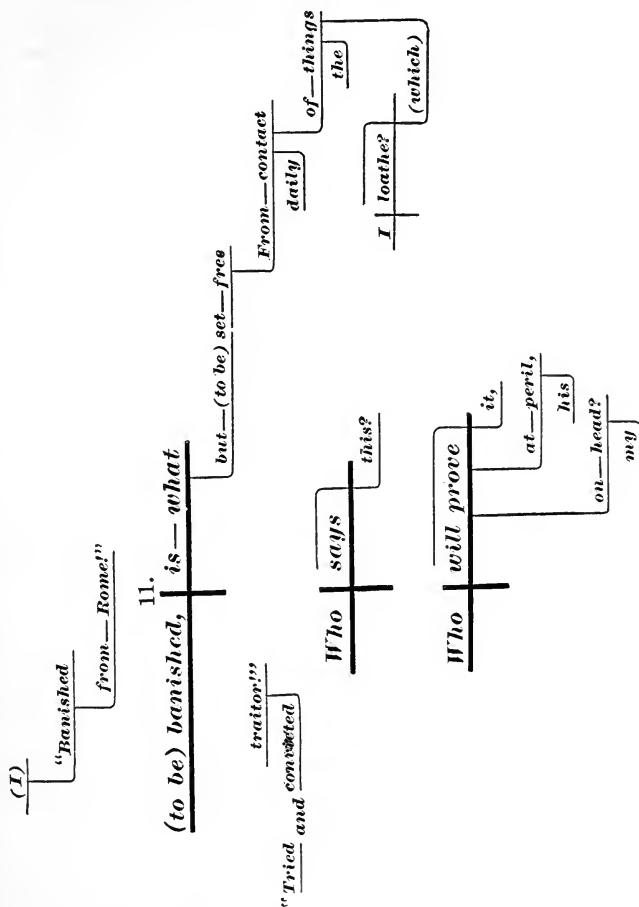 (I)
"Banished
from—Rome!"
11.
(to be) banished, is—what
but—(to be) set—free
From—contact
daily
of—things
the
(which)
I loathe?
"Tried and convicted
traitor!"
Who says
this?
Who will prove
it,
at—peril,
his
on—head?
my